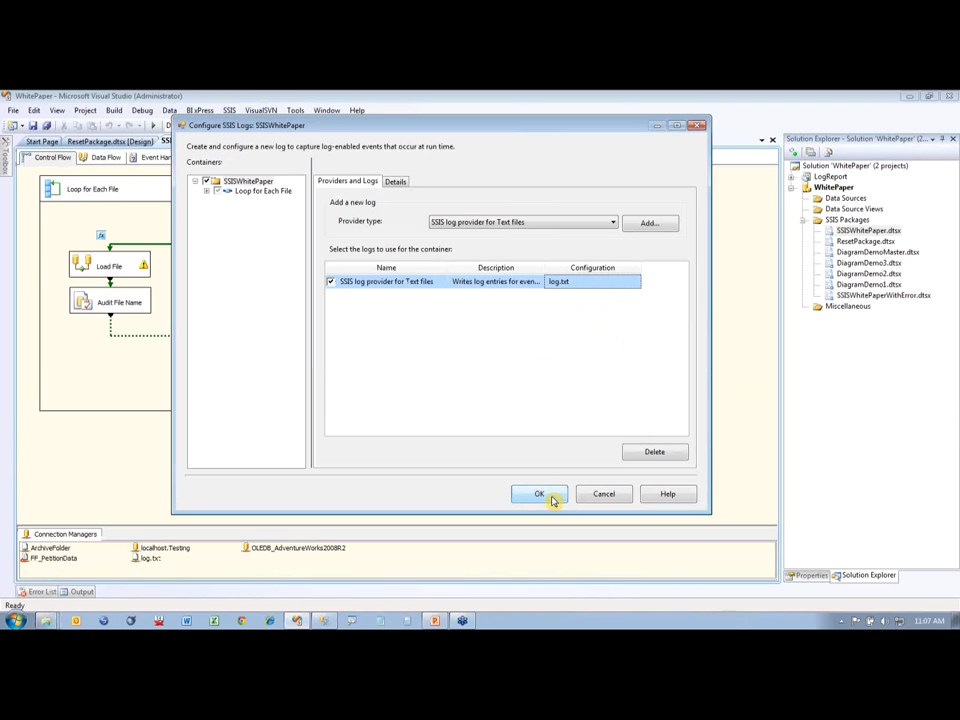 WhitePaper - Microsoft Visual Studio (Administrator)
File Edit View Project Build Debug Data BI xPress SSIS VisualSVN Tools Window Help
Start Page ResetPackage.dtsx [Design]
Control Flow Data Flow Event Han
Toolbox
Loop for Each File
fx
Load File
Audit File Name
Configure SSIS Logs: SSISWhitePaper
Create and configure a new log to capture log-enabled events that occur at run time.
Containers:
SSISWhitePaper
Loop for Each File
Providers and Logs Details
Add a new log
Provider type: SSIS log provider for Text files Add...
Select the logs to use for the container:
Name Description Configuration
SSIS log provider for Text files Writes log entries for even... log.txt
Delete
OK Cancel Help
Solution Explorer - Solution 'WhitePaper' (2...
Solution 'WhitePaper' (2 projects)
LogReport
WhitePaper
Data Sources
Data Source Views
SSIS Packages
SSISWhitePaper.dtsx
ResetPackage.dtsx
DiagramDemoMaster.dtsx
DiagramDemo3.dtsx
DiagramDemo2.dtsx
DiagramDemo1.dtsx
SSISWhitePaperWithError.dtsx
Miscellaneous
Connection Managers
ArchiveFolder localhost.Testing OLEDB_AdventureWorks2008R2
FF_PetitionData log.txt
Properties Solution Explorer
Error List Output
Ready
11:07 AM